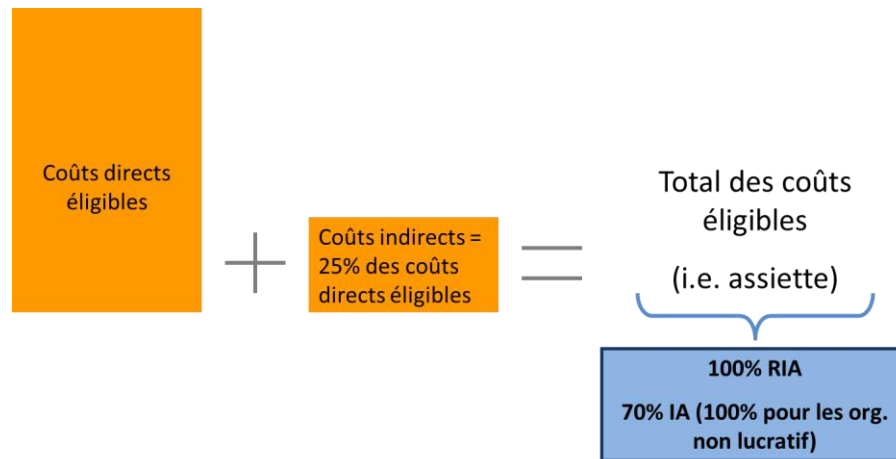 Coûts directs
éligibles
+
Coûts indirects =
25% des coûts
directs éligibles
=
Total des coûts
éligibles
(i.e. assiette)
100% RIA
70% IA (100% pour les org.
non lucratif)